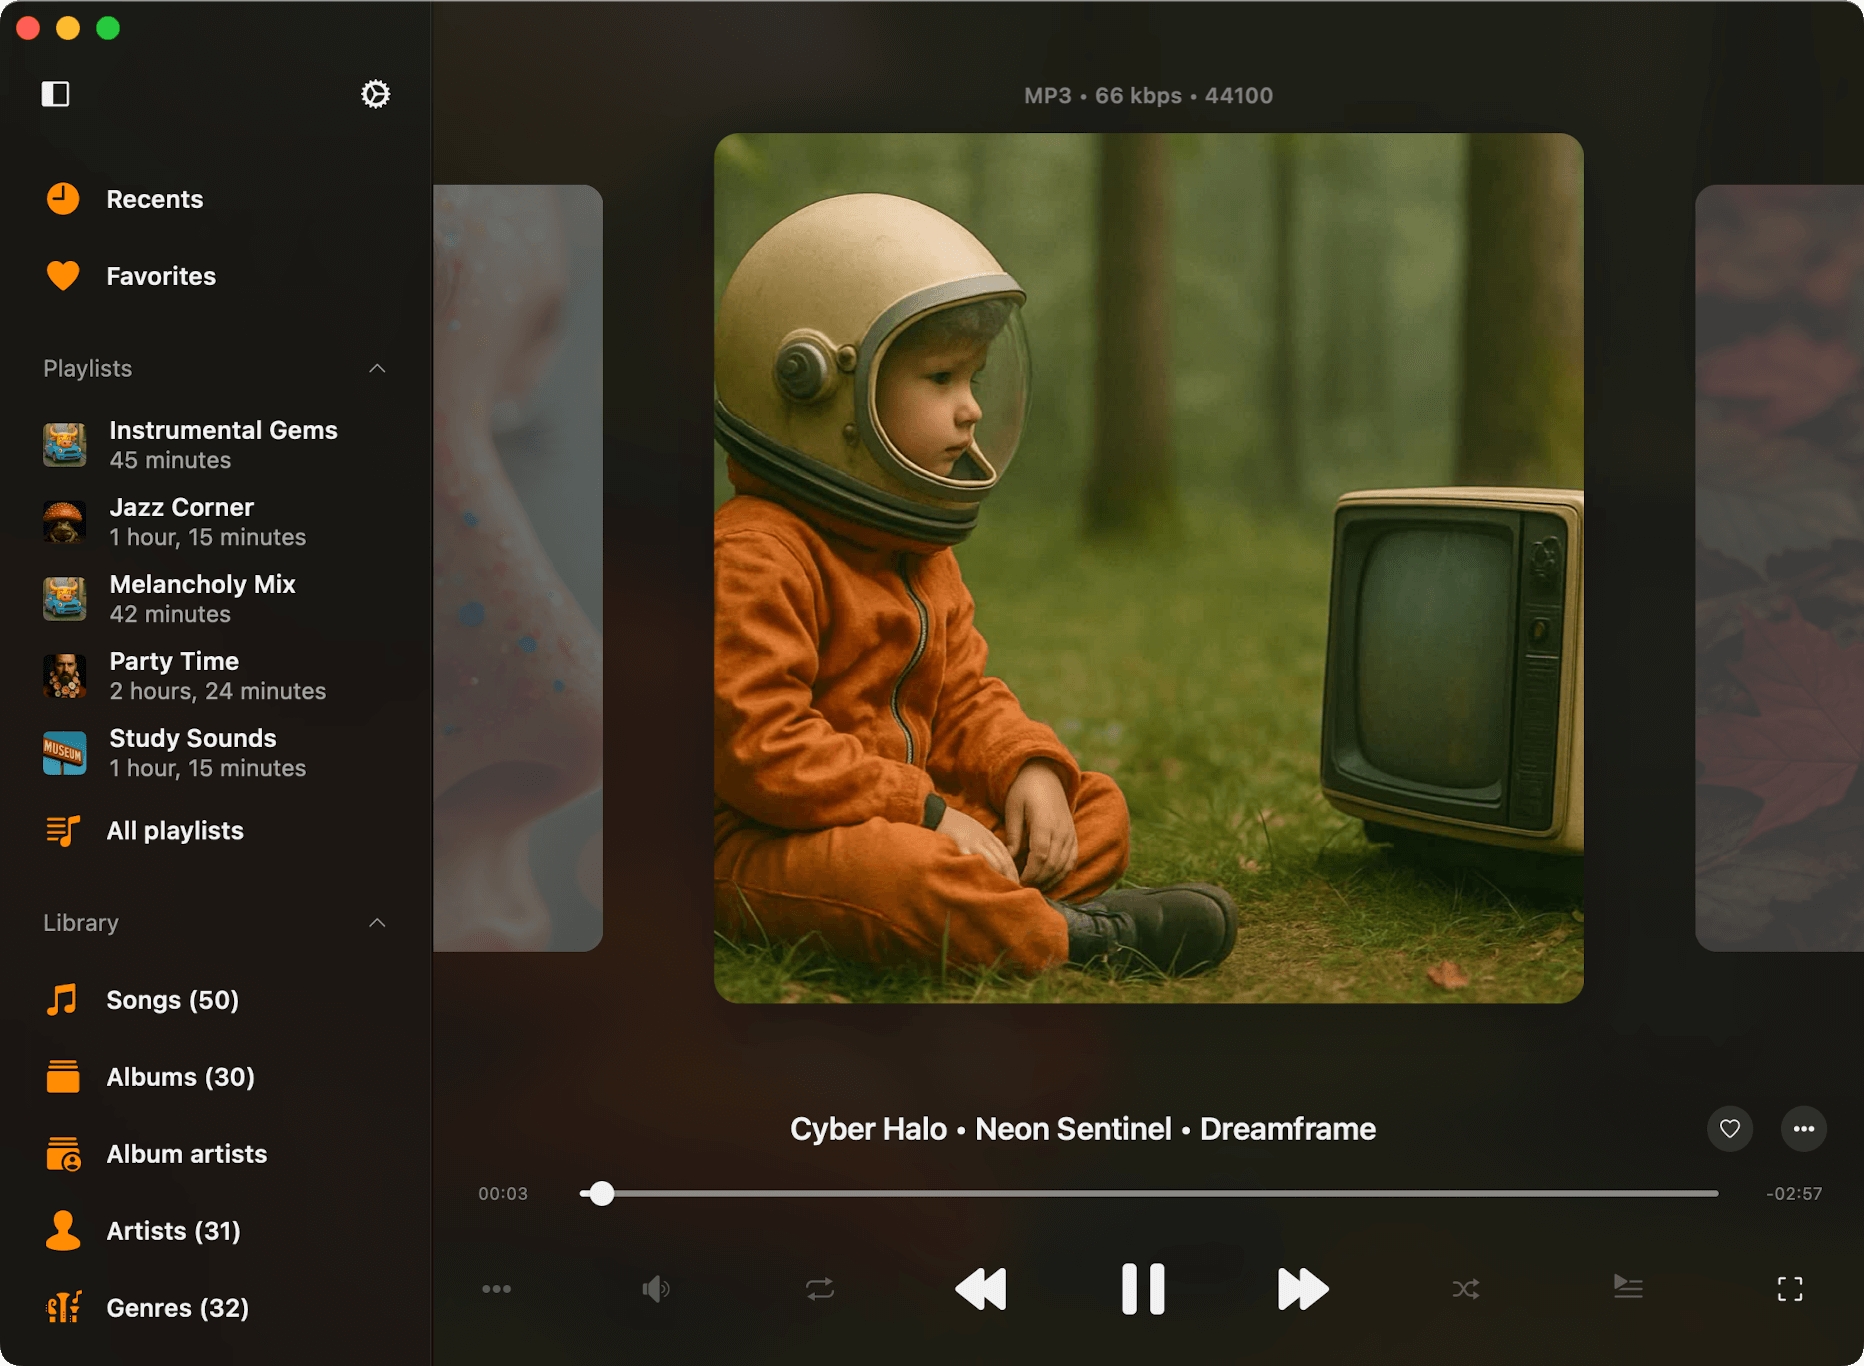 MP3 • 66 kbps • 44100
Recents
Favorites
Playlists
Instrumental Gems
45 minutes
Jazz Corner
1 hour, 15 minutes
Melancholy Mix
42 minutes
Party Time
2 hours, 24 minutes
MUSEUM
Study Sounds
1 hour, 15 minutes
All playlists
Library
Songs (50)
Albums (30)
Album artists
Artists (31)
Genres (32)
Cyber Halo • Neon Sentinel • Dreamframe
00:03
-02:57